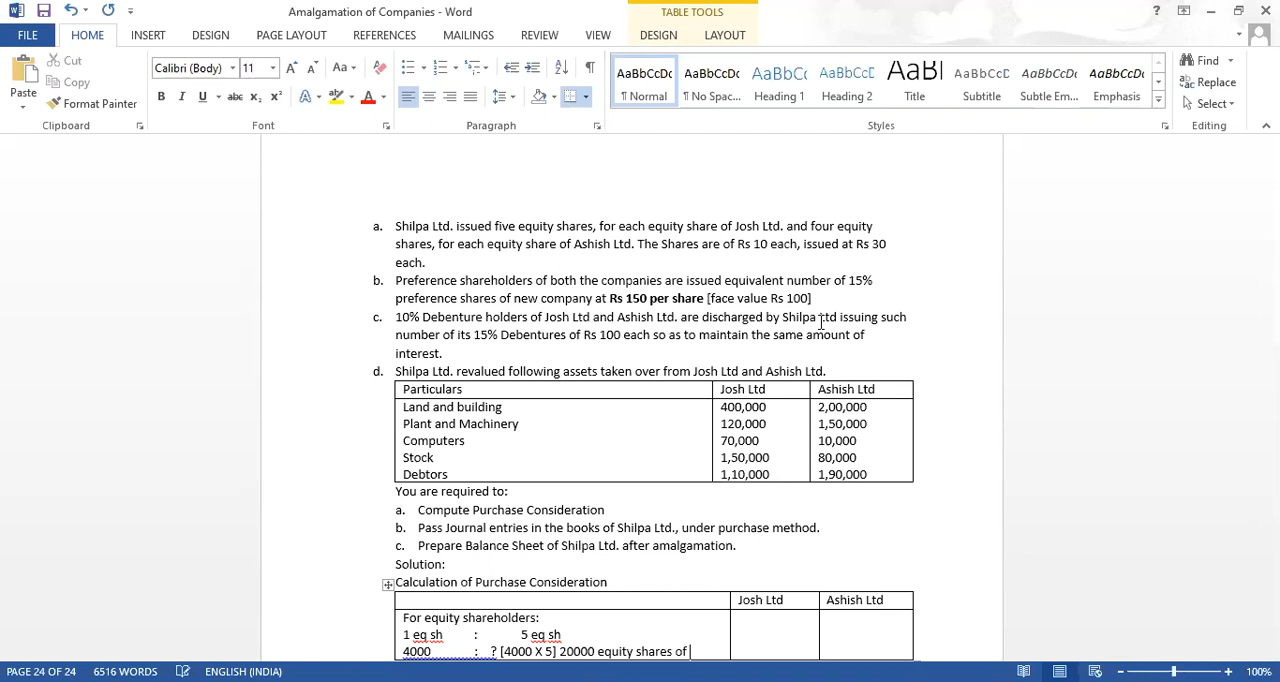 Amalgamation of Companies - Word
TABLE TOOLS
FILE HOME INSERT DESIGN PAGE LAYOUT REFERENCES MAILINGS REVIEW VIEW DESIGN LAYOUT
Paste
Cut
Copy
Format Painter
Clipboard
Calibri (Body) 11
Font
Paragraph
AaBbCcDc AaBbCcDc AaBbCc AaBbCcD AaBl AaBbCcD AaBbCcDc AaBbCcDc
¶ Normal ¶ No Spac... Heading 1 Heading 2 Title Subtitle Subtle Em... Emphasis
Styles
Find
Replace
Select
Editing
a. Shilpa Ltd. issued five equity shares, for each equity share of Josh Ltd. and four equity
shares, for each equity share of Ashish Ltd. The Shares are of Rs 10 each, issued at Rs 30
each.
b. Preference shareholders of both the companies are issued equivalent number of 15%
preference shares of new company at Rs 150 per share [face value Rs 100]
c. 10% Debenture holders of Josh Ltd and Ashish Ltd. are discharged by Shilpa Ltd issuing such
number of its 15% Debentures of Rs 100 each so as to maintain the same amount of
interest.
d. Shilpa Ltd. revalued following assets taken over from Josh Ltd and Ashish Ltd.
Particulars Josh Ltd Ashish Ltd
Land and building 400,000 2,00,000
Plant and Machinery 120,000 1,50,000
Computers 70,000 10,000
Stock 1,50,000 80,000
Debtors 1,10,000 1,90,000
You are required to:
a. Compute Purchase Consideration
b. Pass Journal entries in the books of Shilpa Ltd., under purchase method.
c. Prepare Balance Sheet of Shilpa Ltd. after amalgamation.
Solution:
Calculation of Purchase Consideration
Josh Ltd Ashish Ltd
For equity shareholders:
1 eq sh : 5 eq sh
4000 : ? [4000 X 5] 20000 equity shares of
PAGE 24 OF 24 6516 WORDS ENGLISH (INDIA) 100%